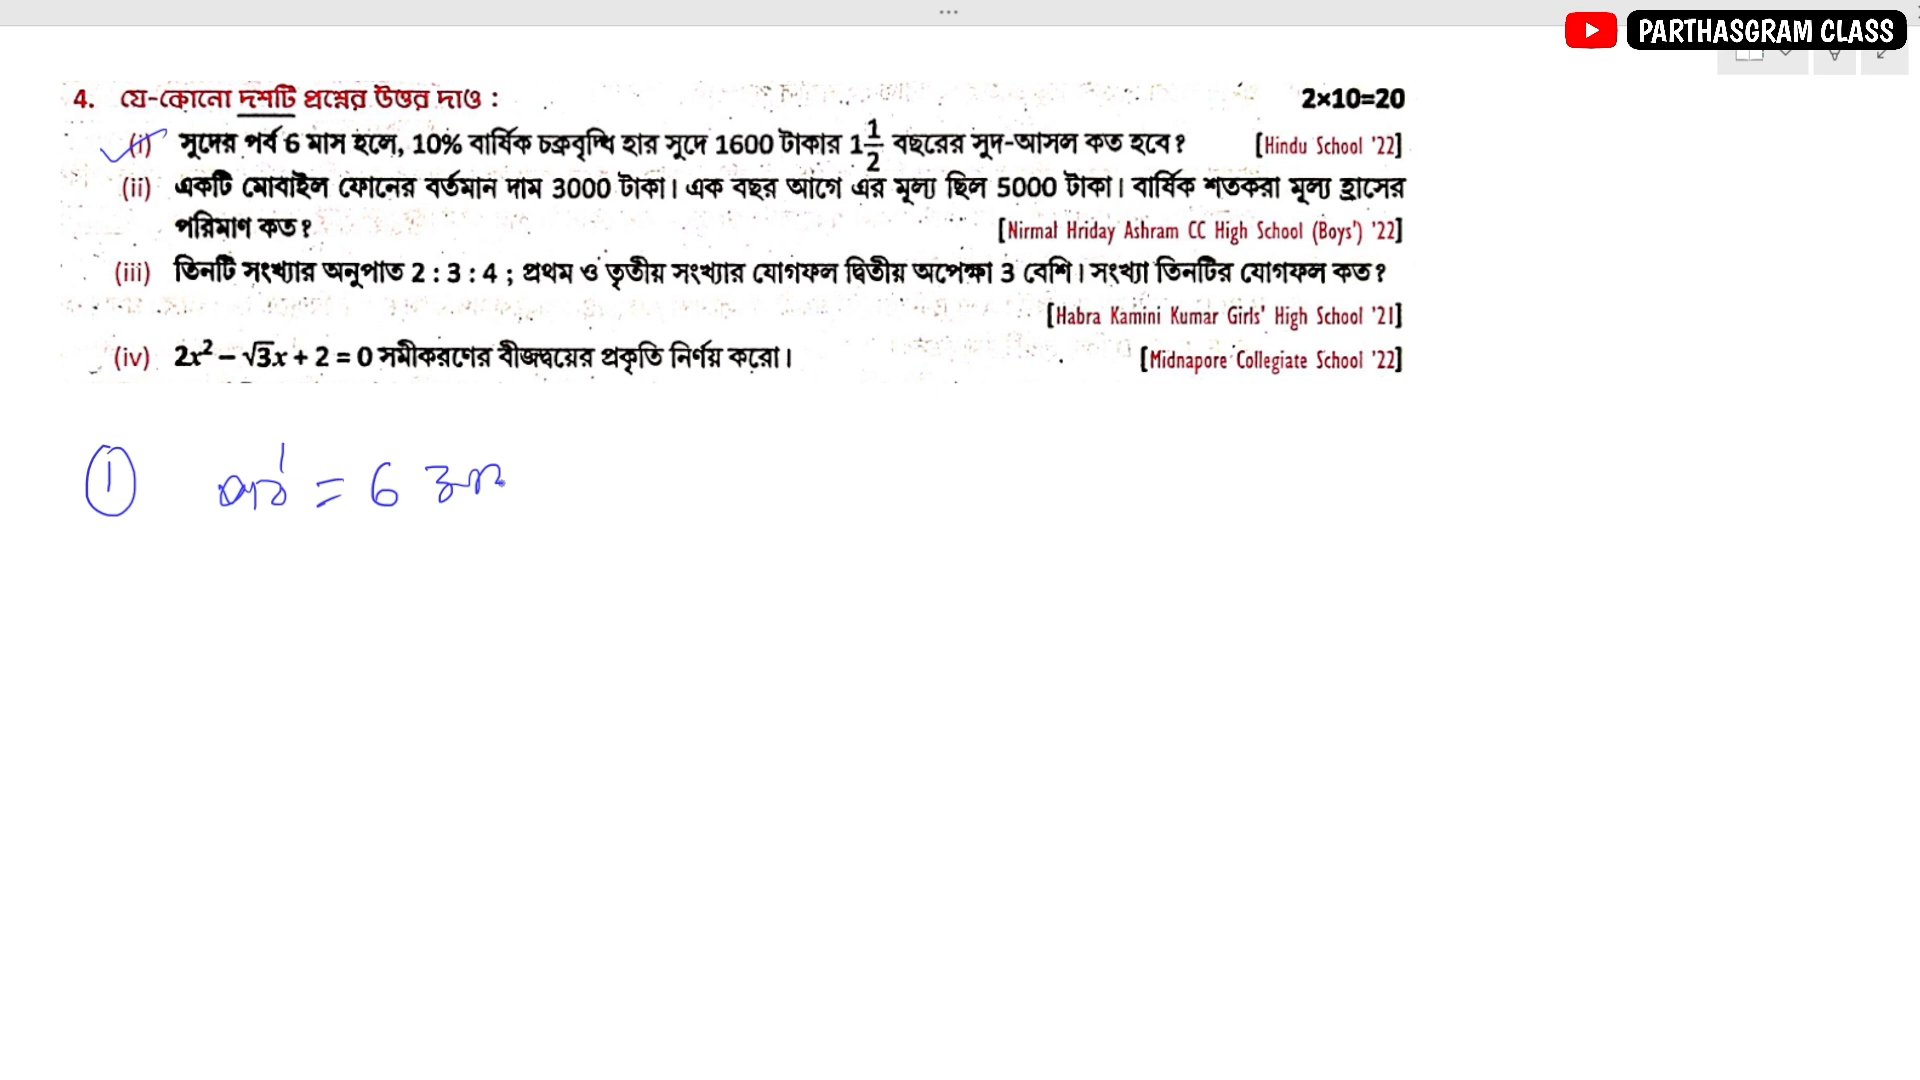 PARTHASGRAM CLASS
4. যে-কোনো দশটি প্রশ্নের উত্তর দাও : 2×10=20
(i) সুদের পর্ব 6 মাস হলে, 10% বার্ষিক চক্রবৃদ্ধি হার সুদে 1600 টাকার 1 1/2 বছরের সুদ-আসল কত হবে? [Hindu School '22]
(ii) একটি মোবাইল ফোনের বর্তমান দাম 3000 টাকা। এক বছর আগে এর মূল্য ছিল 5000 টাকা। বার্ষিক শতকরা মূল্য হ্রাসের
পরিমাণ কত? [Nirmal Hriday Ashram CC High School (Boys') '22]
(iii) তিনটি সংখ্যার অনুপাত 2 : 3 : 4 ; প্রথম ও তৃতীয় সংখ্যার যোগফল দ্বিতীয় অপেক্ষা 3 বেশি। সংখ্যা তিনটির যোগফল কত?
[Habra Kamini Kumar Girls' High School '21]
(iv) 2x² − √3x + 2 = 0 সমীকরণের বীজদ্বয়ের প্রকৃতি নির্ণয় করো। [Midnapore Collegiate School '22]
① পর্ব = 6